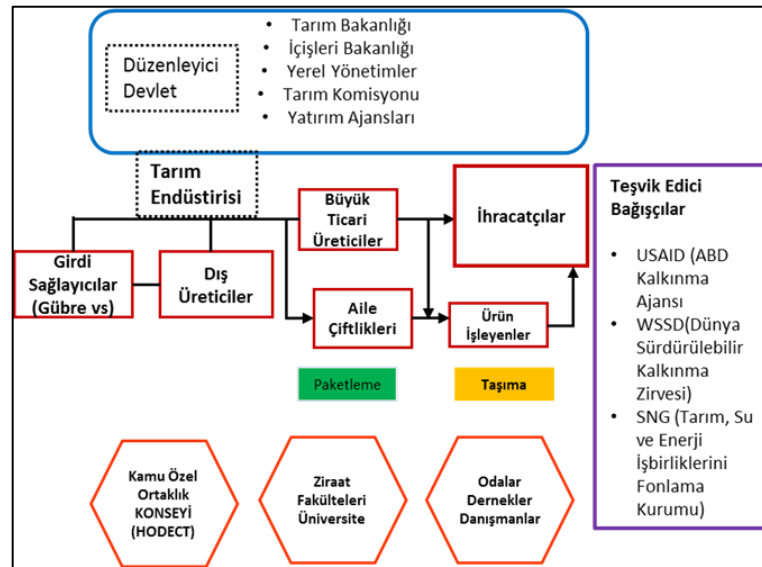 Düzenleyici
Devlet
• Tarım Bakanlığı
• İçişleri Bakanlığı
• Yerel Yönetimler
• Tarım Komisyonu
• Yatırım Ajansları
Tarım
Endüstirisi
Büyük
Ticari
Üreticiler
İhracatçılar
Girdi
Sağlayıcılar
(Gübre vs)
Dış
Üreticiler
Aile
Çiftlikleri
Ürün
İşleyenler
Paketleme
Taşıma
Teşvik Edici
Bağışçılar
• USAID (ABD
Kalkınma
Ajansı
• WSSD(Dünya
Sürdürülebilir
Kalkınma
Zirvesi)
• SNG (Tarım, Su
ve Enerji
İşbirliklerini
Fonlama
Kurumu)
Kamu Özel
Ortaklık
KONSEYİ
(HODECT)
Ziraat
Fakülteleri
Üniversite
Odalar
Dernekler
Danışmanlar